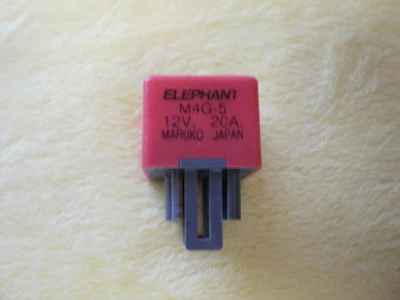 ELEPHANT
M4G-5
12V, 20A,
MARUKO JAPAN